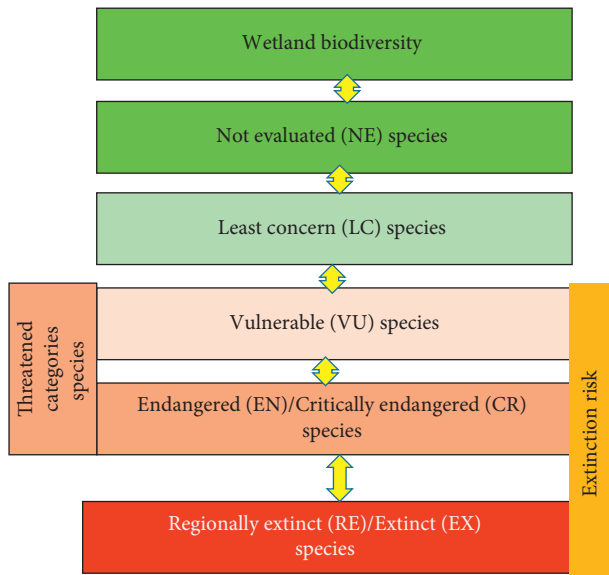 Wetland biodiversity
Not evaluated (NE) species
Least concern (LC) species
Threatened
categories
species
Vulnerable (VU) species
Endangered (EN)/Critically endangered (CR)
species
Extinction risk
Regionally extinct (RE)/Extinct (EX)
species